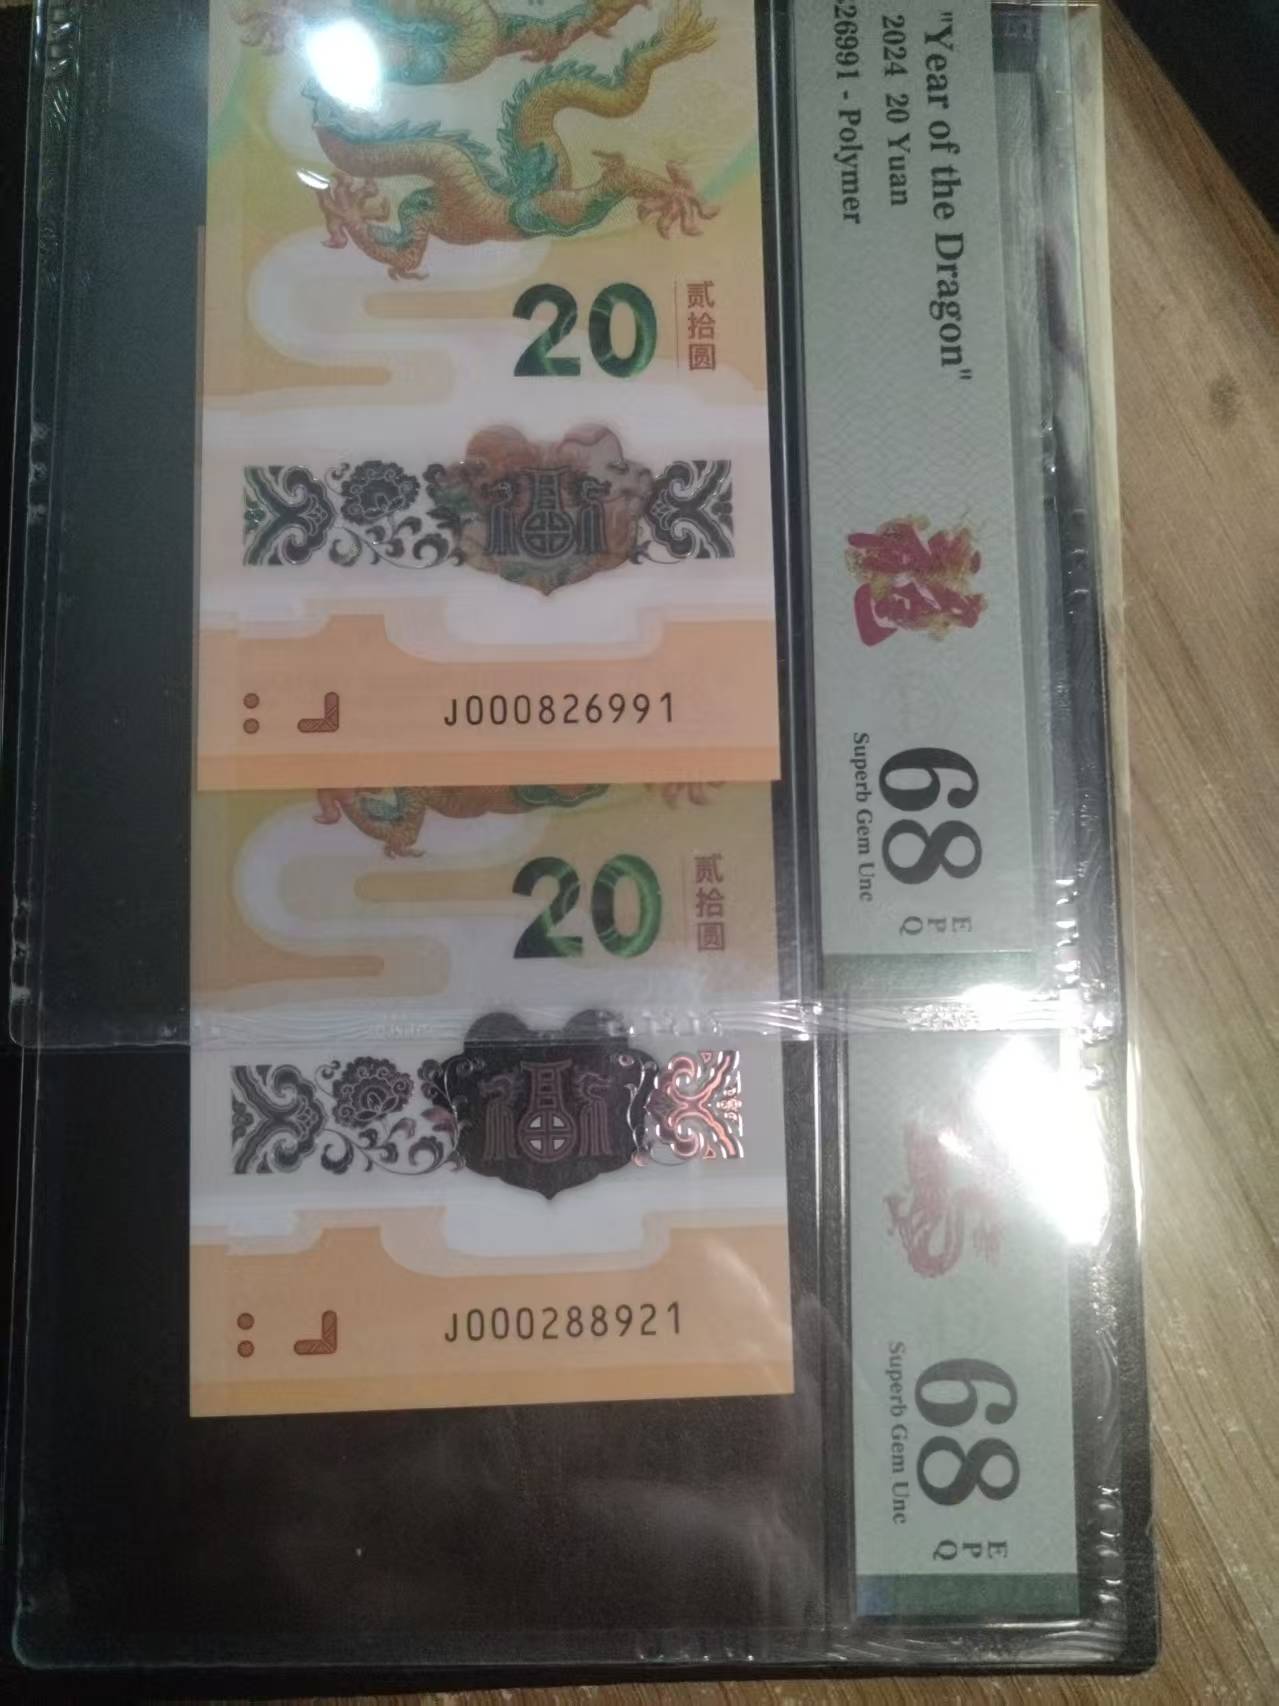 "Year of the Dragon"
2024 20 Yuan
26991 - Polymer
68
EPQ
Superb Gem Unc
20
贰拾圆
J000826991
68
EPQ
Superb Gem Unc
20
贰拾圆
J000288921